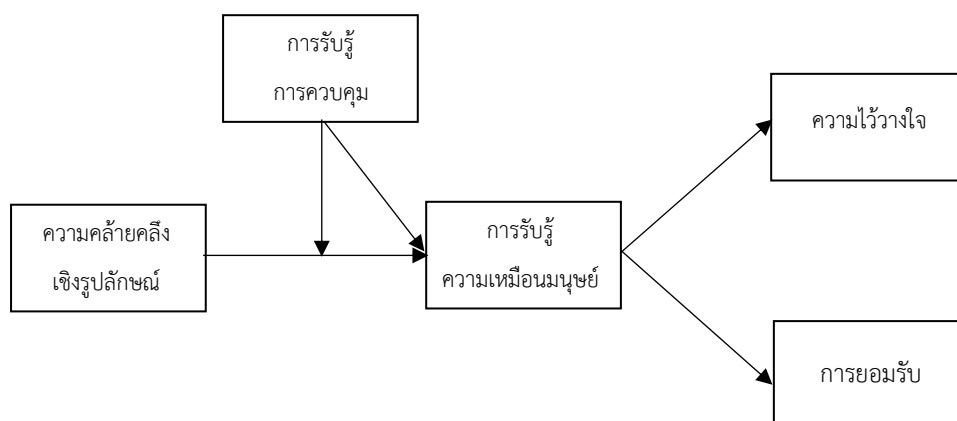 การรับรู้
การควบคุม
ความไว้วางใจ
ความคล้ายคลึง
เชิงรูปลักษณ์
การรับรู้
ความเหมือนมนุษย์
การยอมรับ